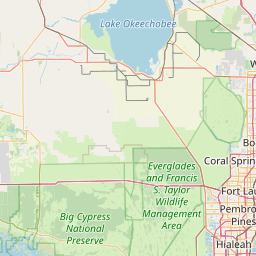 Lake Okeechobee
W
Bo
Coral Spring
Everglades
and Francis
S. Taylor
Wildlife
Management
Area
Fort Lau
Big Cypress
National
Preserve
Pembro
Pines
Hialeah